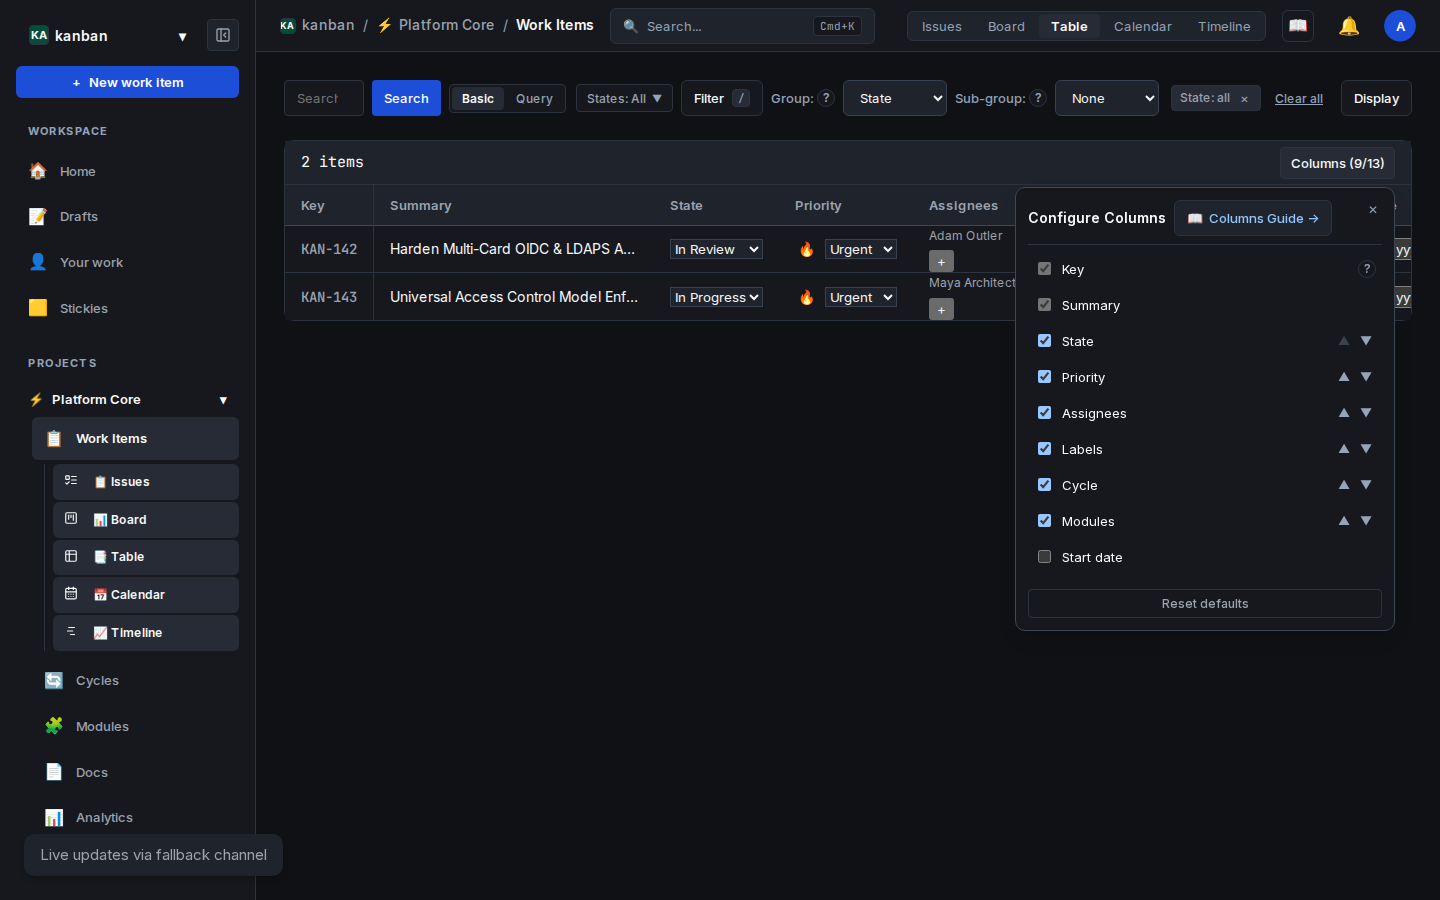 KA kanban ▼
+ New work item
WORKSPACE
Home
Drafts
Your work
Stickies
PROJECTS
Platform Core ▼
Work Items
Issues
Board
Table
Calendar
Timeline
Cycles
Modules
Docs
Analytics
Live updates via fallback channel
KA kanban / Platform Core / Work Items
Search... Cmd+K
Issues Board Table Calendar Timeline
A
Search Search Basic Query States: All ▼ Filter / Group: ? State Sub-group: ? None State: all × Clear all Display
2 items Columns (9/13)
Key Summary State Priority Assignees
KAN-142 Harden Multi-Card OIDC & LDAPS A... In Review Urgent Adam Outler + yy
KAN-143 Universal Access Control Model Enf... In Progress Urgent Maya Architect + yy
Configure Columns Columns Guide → ×
Key ?
Summary
State ▲ ▼
Priority ▲ ▼
Assignees ▲ ▼
Labels ▲ ▼
Cycle ▲ ▼
Modules ▲ ▼
Start date
Reset defaults